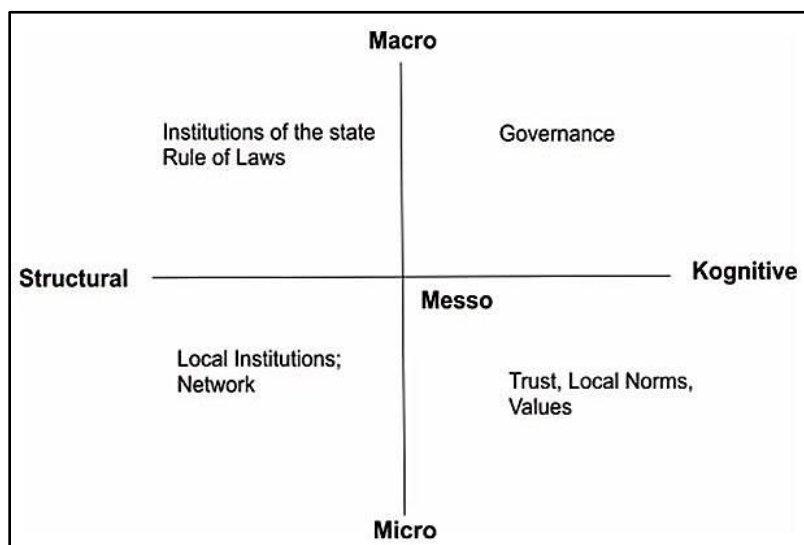 Macro
Institutions of the state
Rule of Laws
Governance
Structural
Kognitive
Messo
Local Institutions;
Network
Trust, Local Norms,
Values
Micro